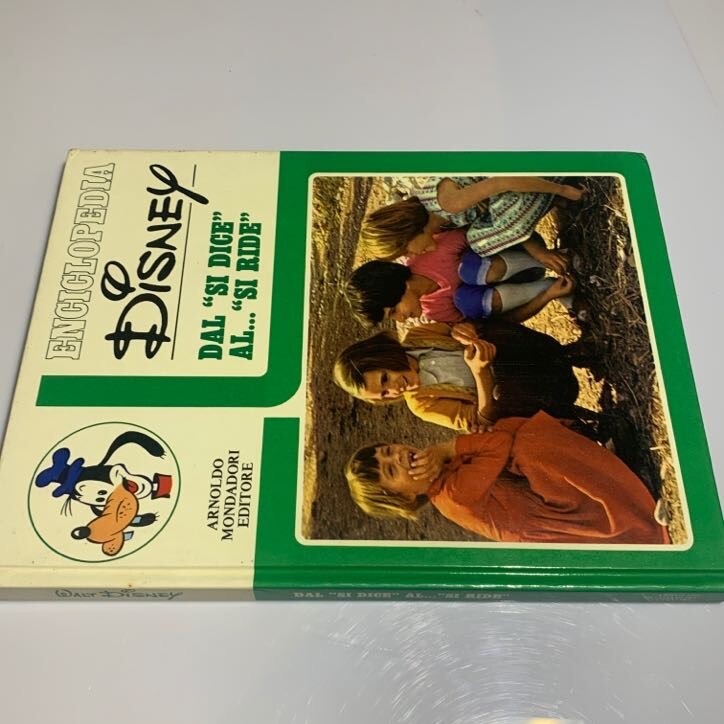 ENCICLOPEDIA
DISNEY
DAL "SI DICE"
AL... "SI RIDE"
ARNOLDO
MONDADORI
EDITORE
WALT DISNEY
DAL "SI DICE" AL... "SI RIDE"